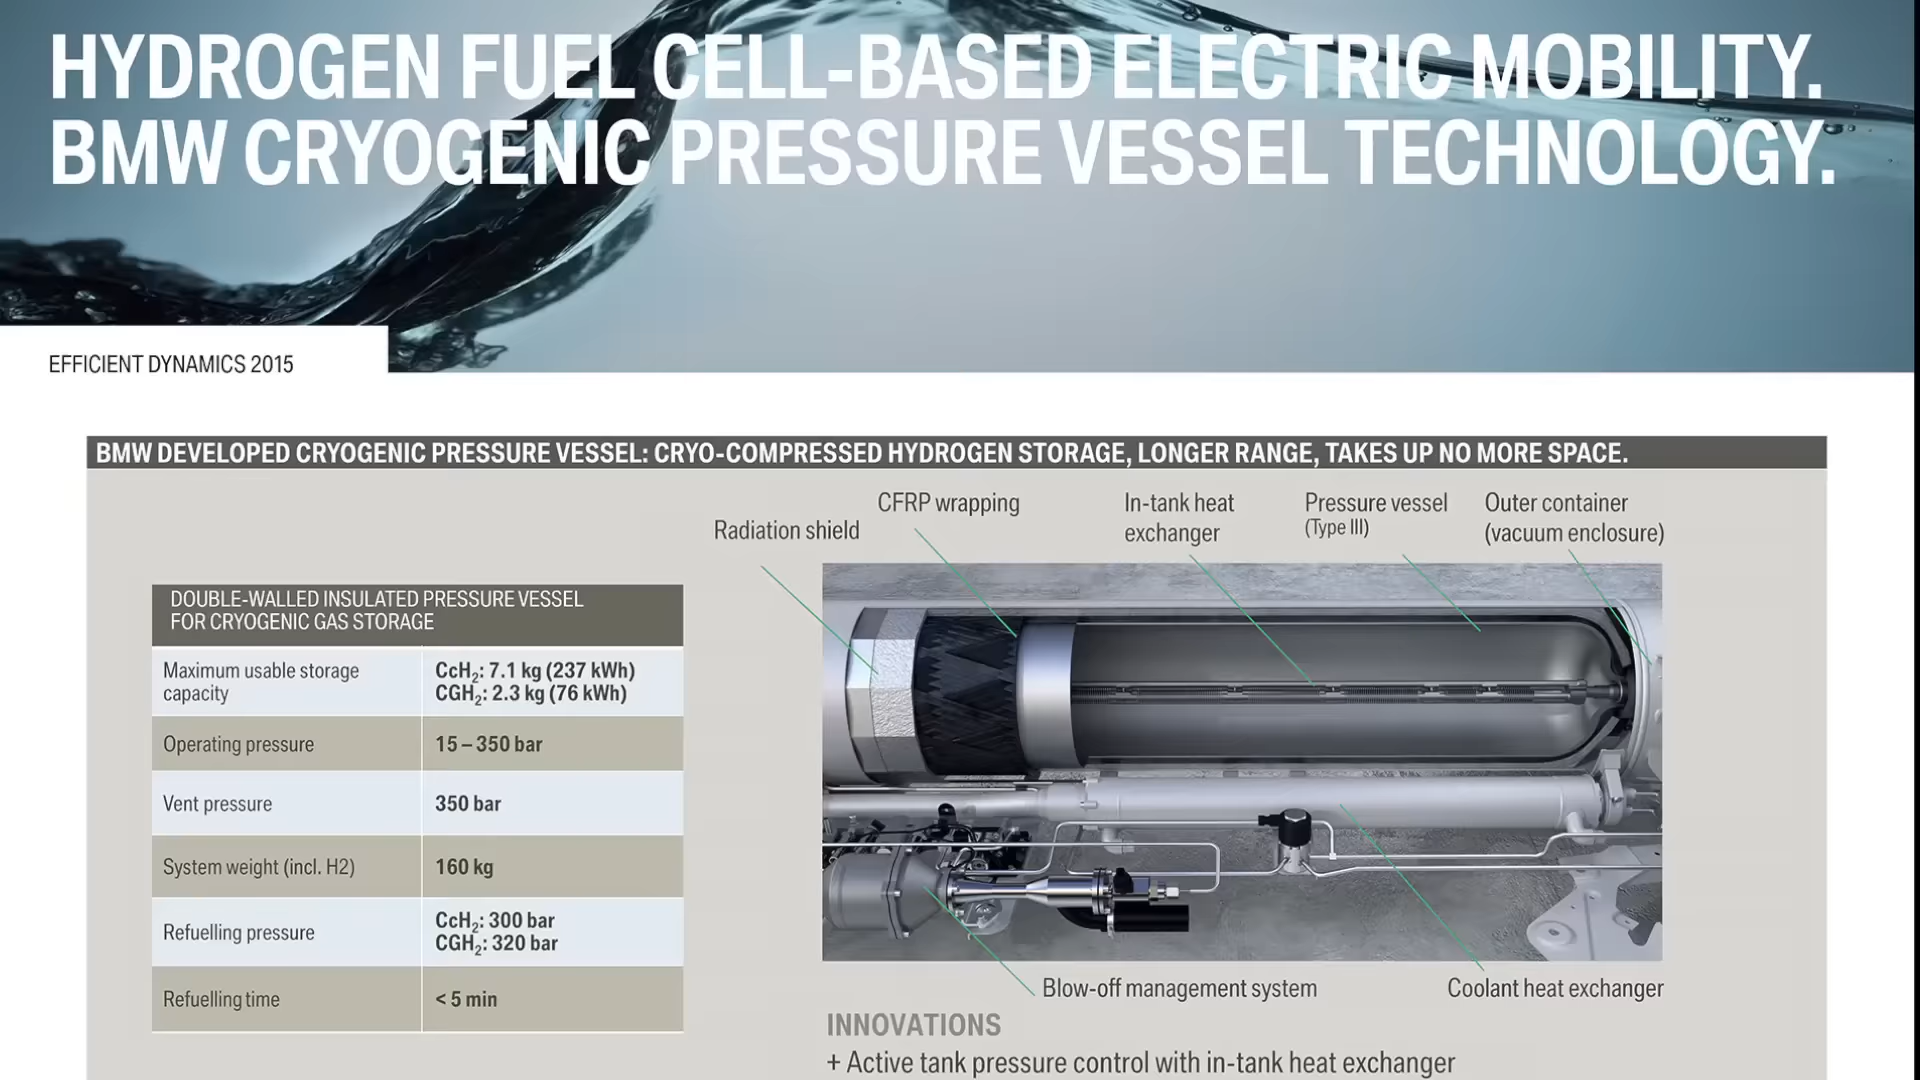 HYDROGEN FUEL CELL-BASED ELECTRIC MOBILITY.
BMW CRYOGENIC PRESSURE VESSEL TECHNOLOGY.
EFFICIENT DYNAMICS 2015
BMW DEVELOPED CRYOGENIC PRESSURE VESSEL: CRYO-COMPRESSED HYDROGEN STORAGE, LONGER RANGE, TAKES UP NO MORE SPACE.
DOUBLE-WALLED INSULATED PRESSURE VESSEL
FOR CRYOGENIC GAS STORAGE
Maximum usable storage
capacity
CcH₂: 7.1 kg (237 kWh)
CGH₂: 2.3 kg (76 kWh)
Operating pressure
15 – 350 bar
Vent pressure
350 bar
System weight (incl. H2)
160 kg
Refuelling pressure
CcH₂: 300 bar
CGH₂: 320 bar
Refuelling time
< 5 min
Radiation shield
CFRP wrapping
In-tank heat
exchanger
Pressure vessel
(Type III)
Outer container
(vacuum enclosure)
Blow-off management system
Coolant heat exchanger
INNOVATIONS
+ Active tank pressure control with in-tank heat exchanger